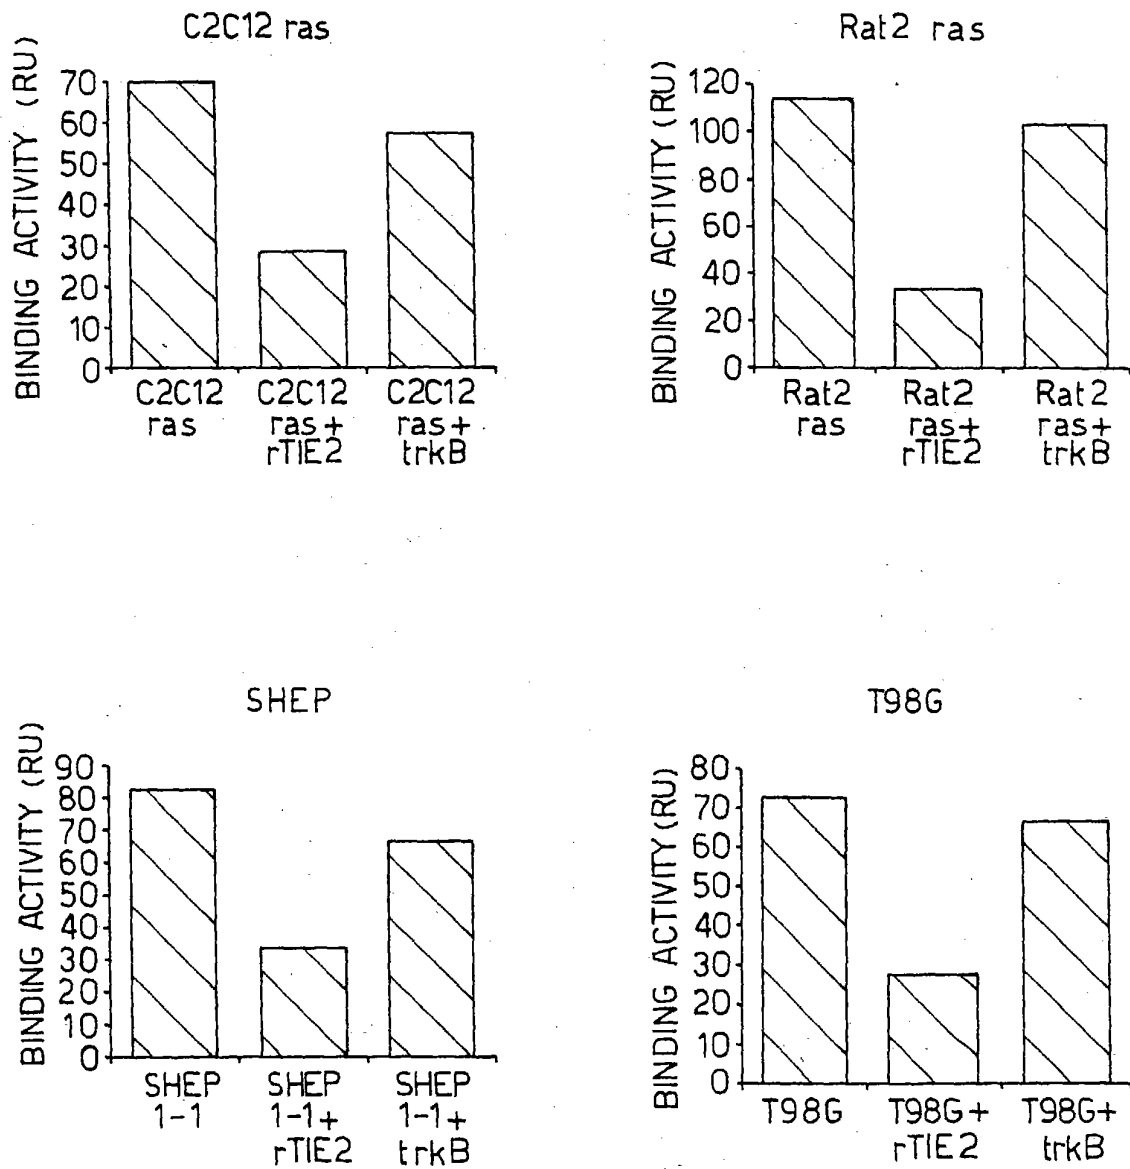 C2C12 ras
BINDING ACTIVITY (RU)
70
60
50
40
30
20
10
0
C2C12 ras
C2C12 ras+ rTIE2
C2C12 ras+ trkB
Rat2 ras
BINDING ACTIVITY (RU)
120
100
80
60
40
20
0
Rat2 ras
Rat2 ras+ rTIE2
Rat2 ras+ trkB
SHEP
BINDING ACTIVITY (RU)
90
80
70
60
50
40
30
20
10
0
SHEP 1-1
SHEP 1-1+ rTIE2
SHEP 1-1+ trkB
T98G
BINDING ACTIVITY (RU)
80
70
60
50
40
30
20
10
0
T98G
T98G+ rTIE2
T98G+ trkB